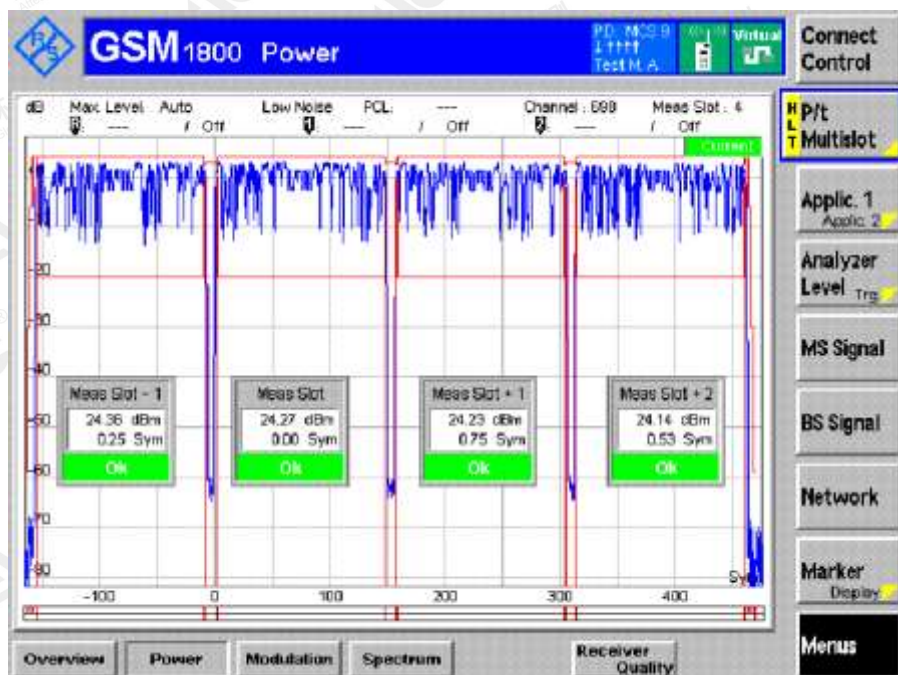 R/S GSM 1800 Power
PD: MCS 9
Test M. A
Virtual
Connect Control
dB Max. Level: Auto Low Noise PCL: --- Channel : 698 Meas Slot : 4
--- / Off 1: --- / Off 2: --- / Off
Current
HLT P/t Multislot
Applic. 1
Applic. 2
Analyzer Level Trg
MS Signal
BS Signal
Network
Marker
Display
Menus
-20
-30
-40
-50
-60
-70
-80
Meas Slot - 1
24.36 dBm
0.25 Sym
Ok
Meas Slot
24.27 dBm
0.00 Sym
Ok
Meas Slot + 1
24.23 dBm
0.75 Sym
Ok
Meas Slot + 2
24.14 dBm
0.53 Sym
Ok
Sym
-100 0 100 200 300 400
Overview Power Modulation Spectrum Receiver Quality